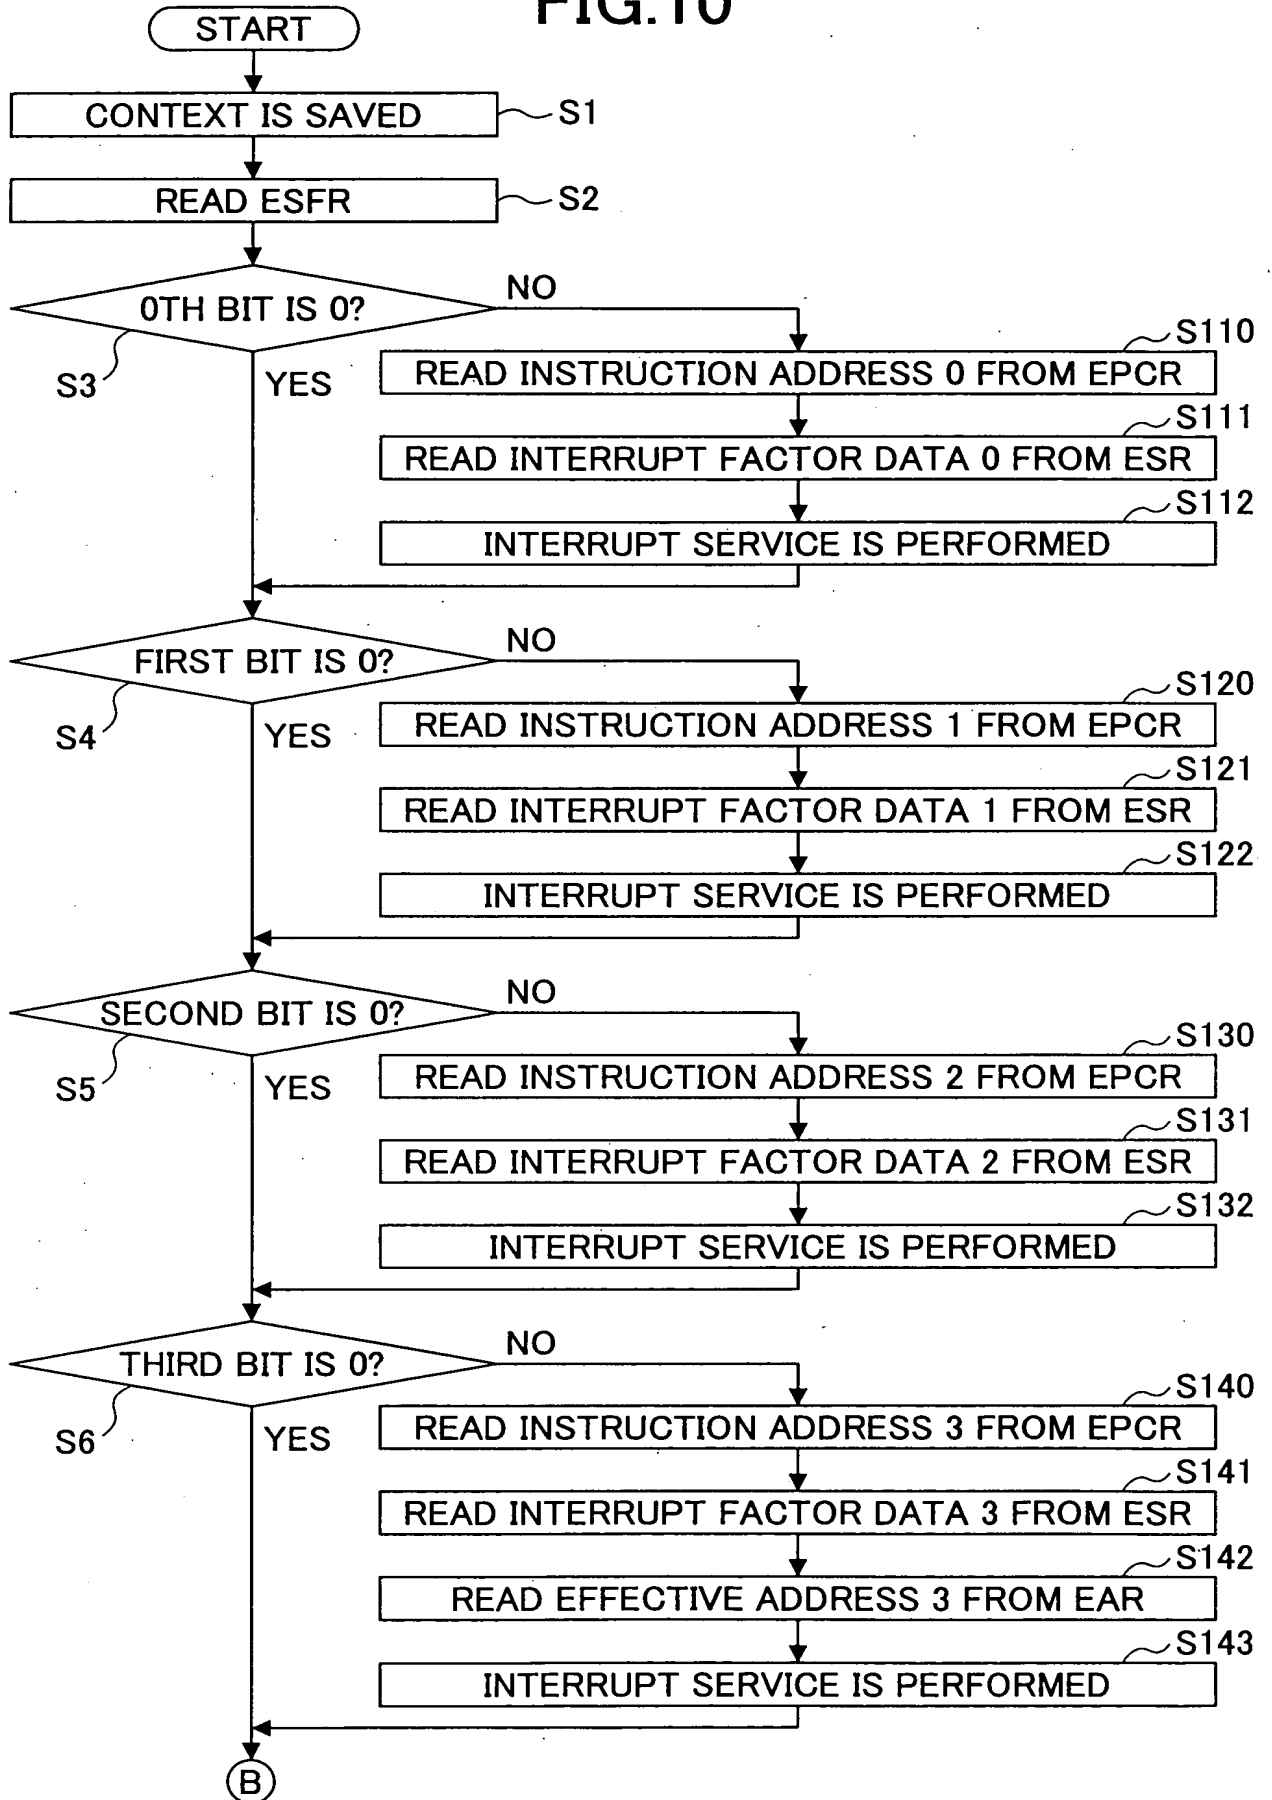 FIG.10
START
CONTEXT IS SAVED
S1
READ ESFR
S2
0TH BIT IS 0?
NO
S3
YES
S110
READ INSTRUCTION ADDRESS 0 FROM EPCR
S111
READ INTERRUPT FACTOR DATA 0 FROM ESR
S112
INTERRUPT SERVICE IS PERFORMED
FIRST BIT IS 0?
NO
S4
YES
S120
READ INSTRUCTION ADDRESS 1 FROM EPCR
S121
READ INTERRUPT FACTOR DATA 1 FROM ESR
S122
INTERRUPT SERVICE IS PERFORMED
SECOND BIT IS 0?
NO
S5
YES
S130
READ INSTRUCTION ADDRESS 2 FROM EPCR
S131
READ INTERRUPT FACTOR DATA 2 FROM ESR
S132
INTERRUPT SERVICE IS PERFORMED
THIRD BIT IS 0?
NO
S6
YES
S140
READ INSTRUCTION ADDRESS 3 FROM EPCR
S141
READ INTERRUPT FACTOR DATA 3 FROM ESR
S142
READ EFFECTIVE ADDRESS 3 FROM EAR
S143
INTERRUPT SERVICE IS PERFORMED
B